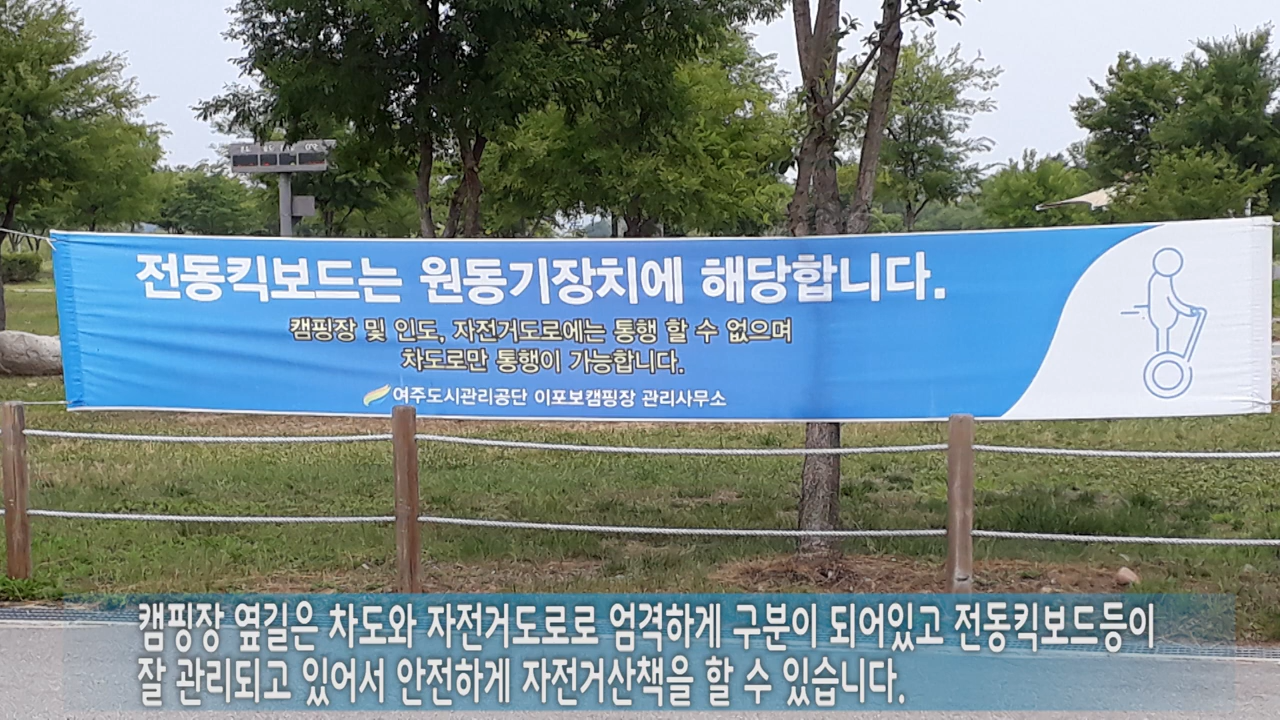 전동킥보드는 원동기장치에 해당합니다.
캠핑장 및 인도, 자전거도로에는 통행 할 수 없으며
차도로만 통행이 가능합니다.
여주도시관리공단 이포보캠핑장 관리사무소
캠핑장 옆길은 차도와 자전거도로로 엄격하게 구분이 되어있고 전동킥보드등이
잘 관리되고 있어서 안전하게 자전거산책을 할 수 있습니다.